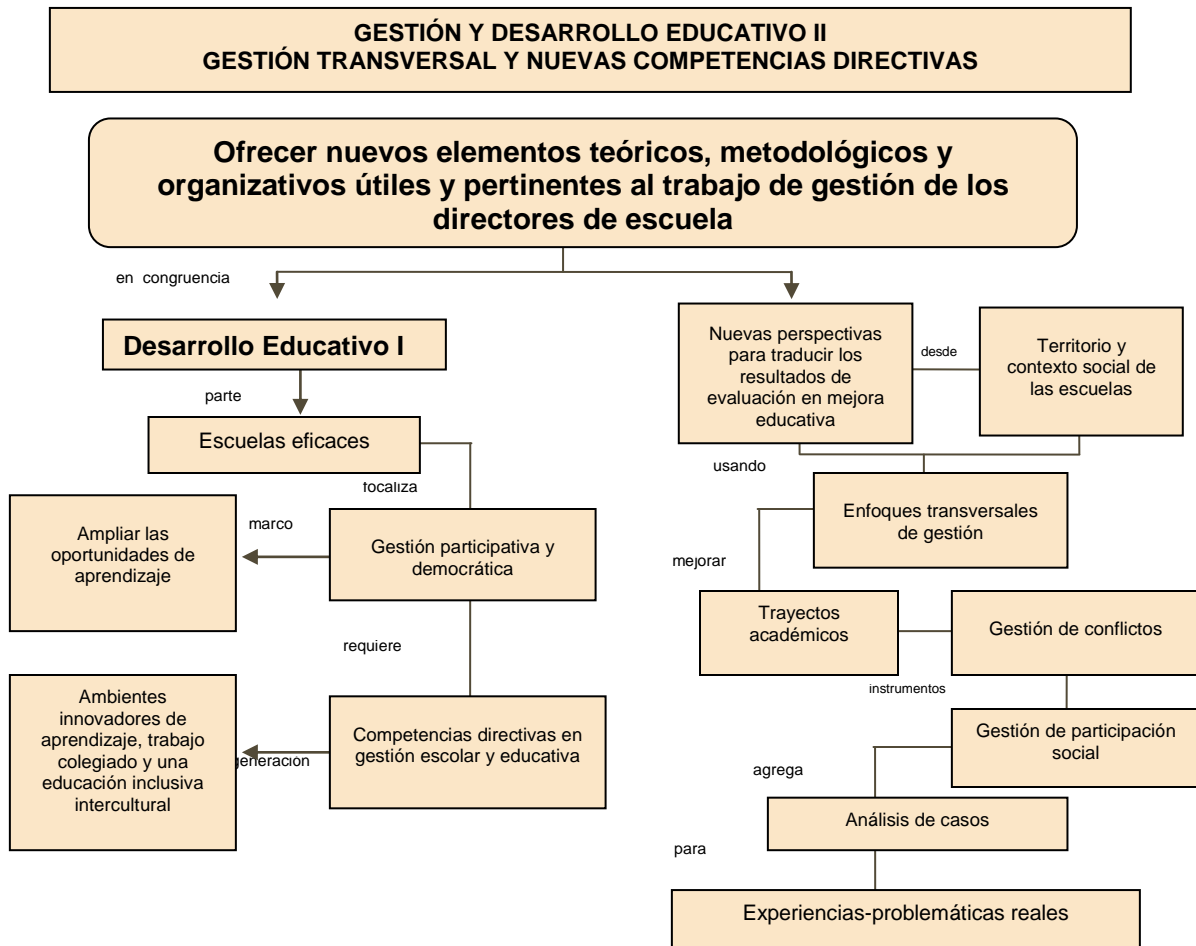 GESTIÓN Y DESARROLLO EDUCATIVO II
GESTIÓN TRANSVERSAL Y NUEVAS COMPETENCIAS DIRECTIVAS
Ofrecer nuevos elementos teóricos, metodológicos y
organizativos útiles y pertinentes al trabajo de gestión de los
directores de escuela
en congruencia
Desarrollo Educativo I
parte
Escuelas eficaces
focaliza
Ampliar las
oportunidades de
aprendizaje
marco
Gestión participativa y
democrática
requiere
Ambientes
innovadores de
aprendizaje, trabajo
colegiado y una
educación inclusiva
intercultural
generación
Competencias directivas en
gestión escolar y educativa
Nuevas perspectivas
para traducir los
resultados de
evaluación en mejora
educativa
desde
Territorio y
contexto social de
las escuelas
usando
Enfoques transversales
de gestión
mejorar
Trayectos
académicos
Gestión de conflictos
instrumentos
Gestión de participación
social
agrega
Análisis de casos
para
Experiencias-problemáticas reales